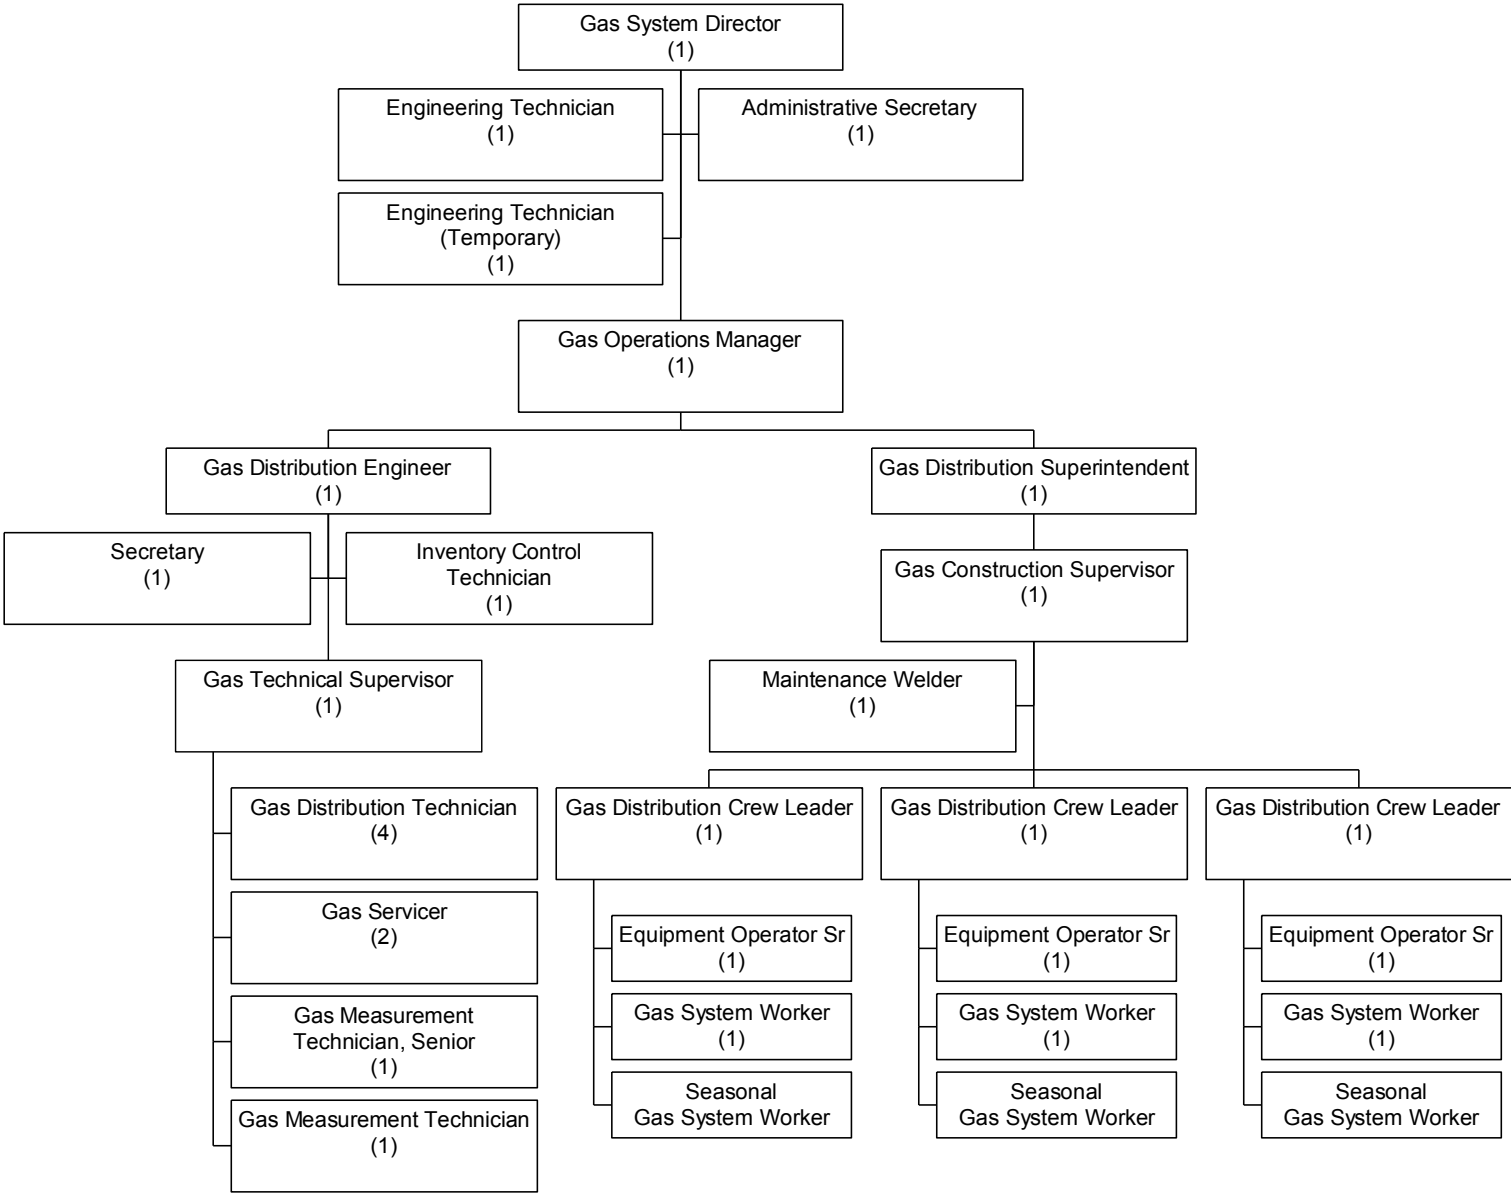 Gas System Director
(1)
Engineering Technician
(1)
Administrative Secretary
(1)
Engineering Technician
(Temporary)
(1)
Gas Operations Manager
(1)
Gas Distribution Engineer
(1)
Gas Distribution Superintendent
(1)
Secretary
(1)
Inventory Control
Technician
(1)
Gas Construction Supervisor
(1)
Gas Technical Supervisor
(1)
Maintenance Welder
(1)
Gas Distribution Technician
(4)
Gas Servicer
(2)
Gas Measurement
Technician, Senior
(1)
Gas Measurement Technician
(1)
Gas Distribution Crew Leader
(1)
Equipment Operator Sr
(1)
Gas System Worker
(1)
Seasonal
Gas System Worker
Gas Distribution Crew Leader
(1)
Equipment Operator Sr
(1)
Gas System Worker
(1)
Seasonal
Gas System Worker
Gas Distribution Crew Leader
(1)
Equipment Operator Sr
(1)
Gas System Worker
(1)
Seasonal
Gas System Worker